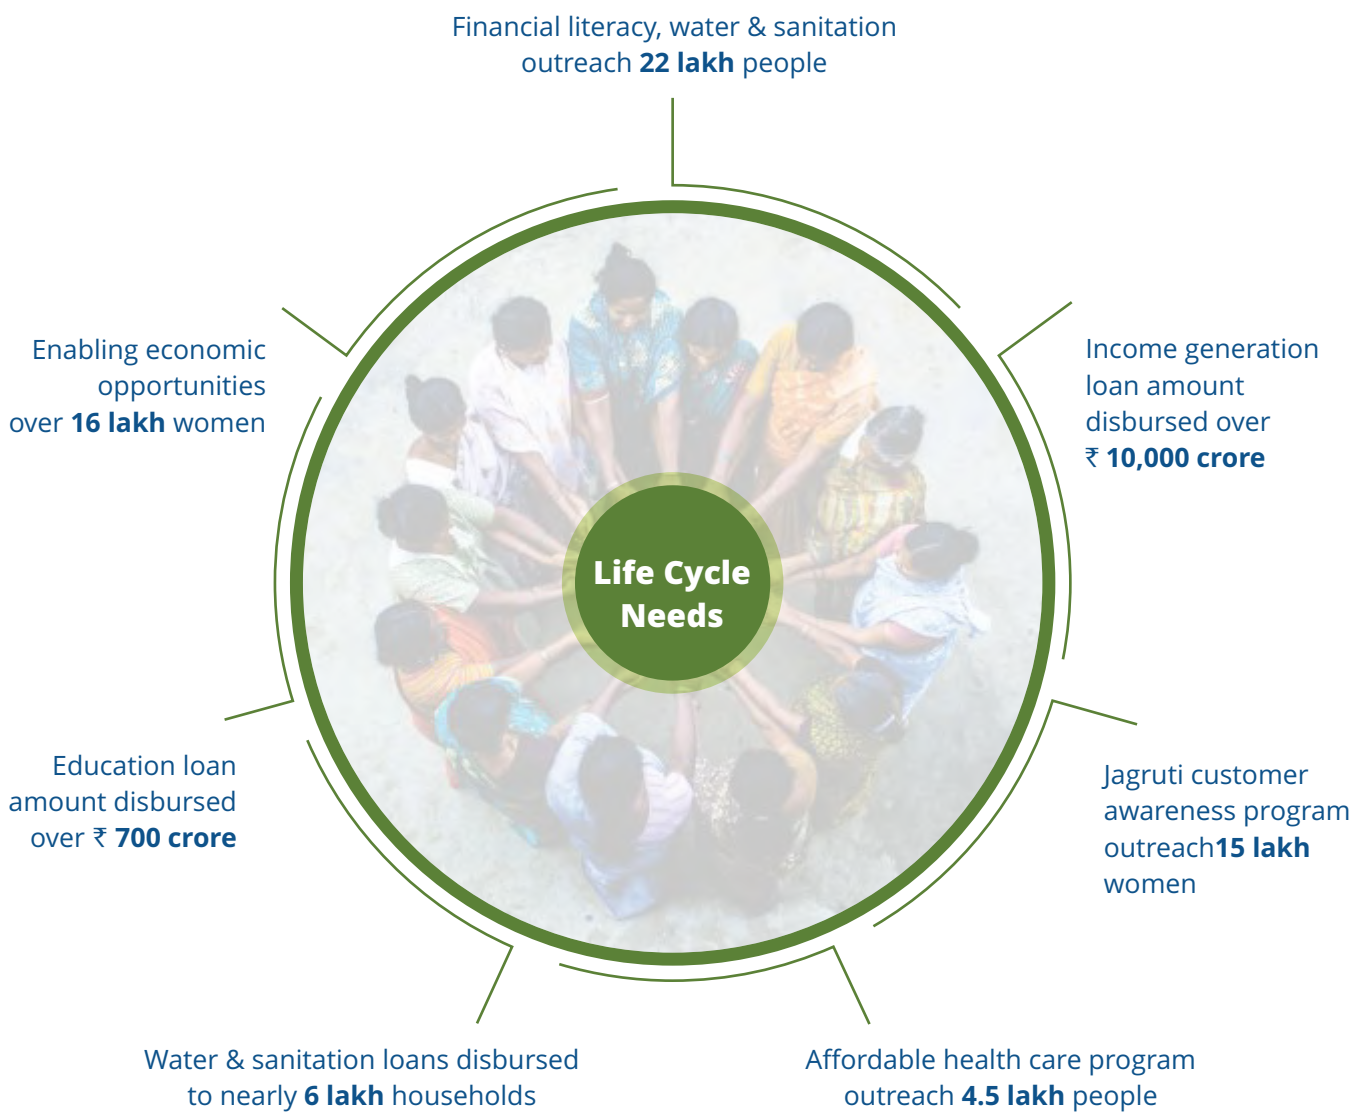 Financial literacy, water & sanitation
outreach 22 lakh people
Enabling economic
opportunities
over 16 lakh women
Income generation
loan amount
disbursed over
₹ 10,000 crore
Life Cycle
Needs
Education loan
amount disbursed
over ₹ 700 crore
Jagruti customer
awareness program
outreach15 lakh
women
Water & sanitation loans disbursed
to nearly 6 lakh households
Affordable health care program
outreach 4.5 lakh people